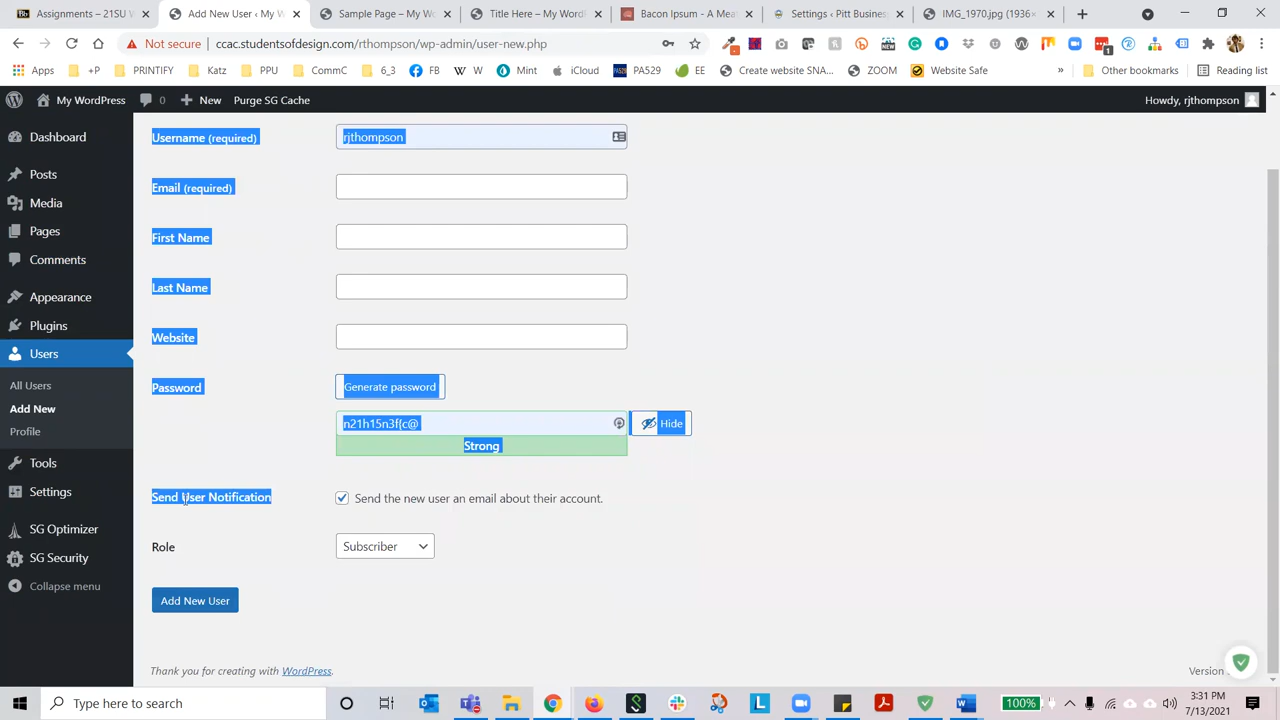 Assignments – 21SU W
Add New User ‹ My W
Sample Page – My Wo
Title Here – My WordP
Bacon Ipsum - A Meat
Settings ‹ Pitt Business
IMG_1970.jpg (1936×
Not secure
ccac.studentsofdesign.com/rthompson/wp-admin/user-new.php
Apps
+P
PRINTIFY
Katz
PPU
CommC
6_3
FB
W
Mint
iCloud
PA529
EE
Create website SNA...
ZOOM
Website Safe
»
Other bookmarks
Reading list
My WordPress
0
New
Purge SG Cache
Howdy, rjthompson
Dashboard
Posts
Media
Pages
Comments
Appearance
Plugins
Users
All Users
Add New
Profile
Tools
Settings
SG Optimizer
SG Security
Collapse menu
Username (required)
rjthompson
Email (required)
First Name
Last Name
Website
Password
Generate password
n21h15n3f{c@
Hide
Strong
Send User Notification
Send the new user an email about their account.
Role
Subscriber
Add New User
Thank you for creating with WordPress.
Version
Type here to search
100%
3:31 PM
7/13/2021